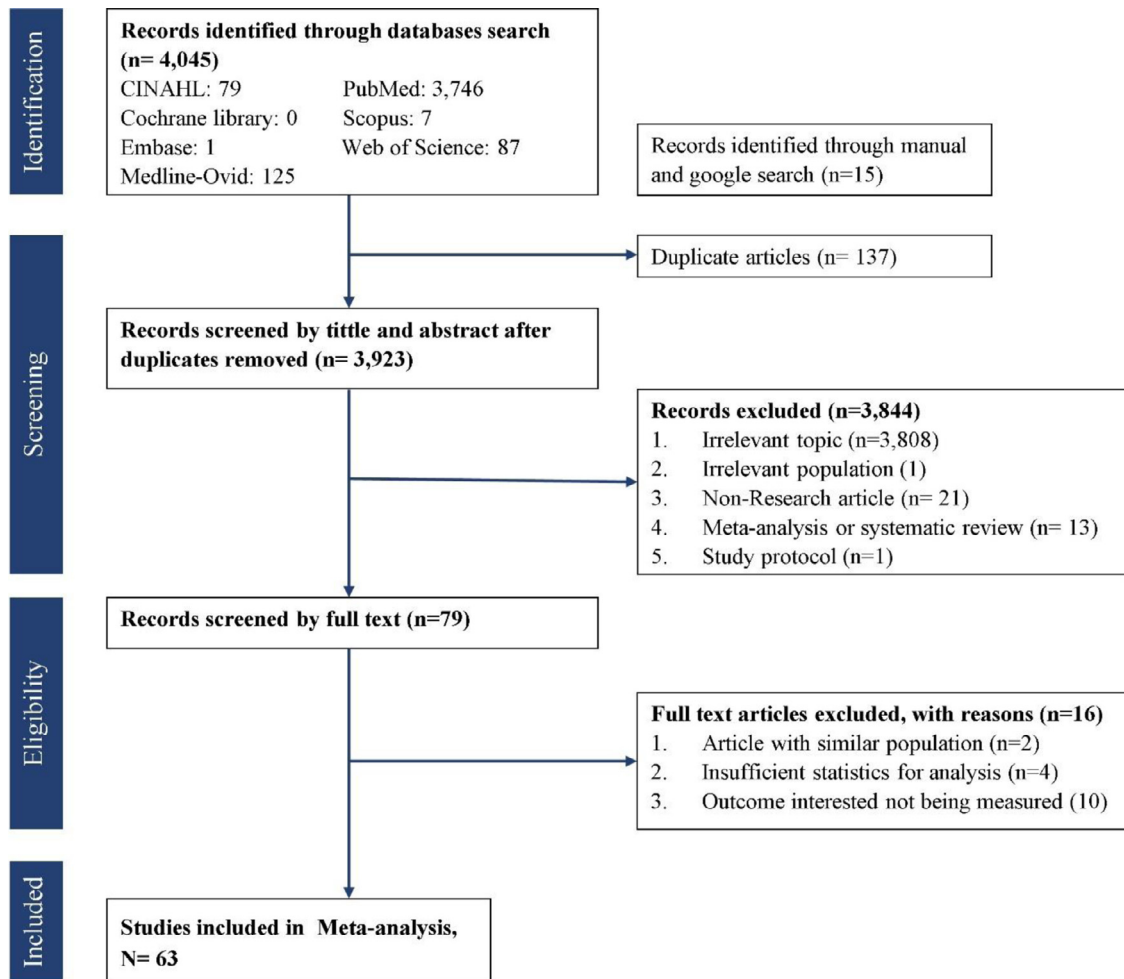 Identification
Records identified through databases search
(n= 4,045)
CINAHL: 79 PubMed: 3,746
Cochrane library: 0 Scopus: 7
Embase: 1 Web of Science: 87
Medline-Ovid: 125
Records identified through manual
and google search (n=15)
Screening
Duplicate articles (n= 137)
Records screened by tittle and abstract after
duplicates removed (n= 3,923)
Records excluded (n=3,844)
1. Irrelevant topic (n=3,808)
2. Irrelevant population (1)
3. Non-Research article (n= 21)
4. Meta-analysis or systematic review (n= 13)
5. Study protocol (n=1)
Eligibility
Records screened by full text (n=79)
Full text articles excluded, with reasons (n=16)
1. Article with similar population (n=2)
2. Insufficient statistics for analysis (n=4)
3. Outcome interested not being measured (10)
Included
Studies included in Meta-analysis,
N= 63